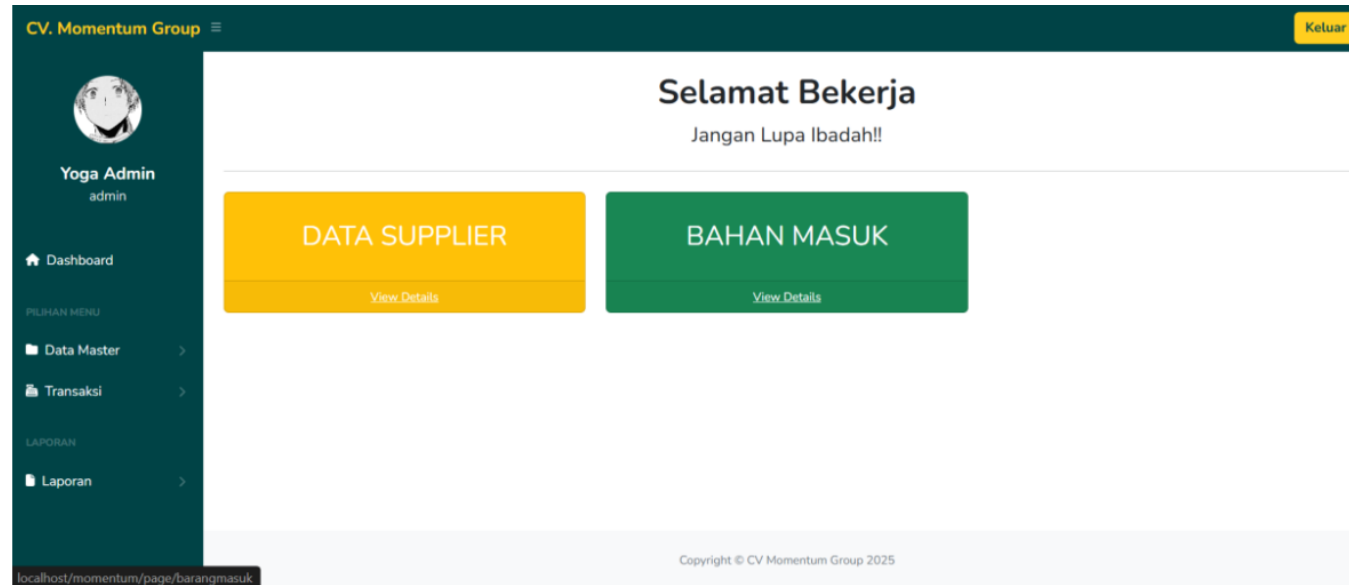 CV. Momentum Group
Keluar
Yoga Admin
admin
Dashboard
PILIHAN MENU
Data Master
Transaksi
LAPORAN
Laporan
Selamat Bekerja
Jangan Lupa Ibadah!!
DATA SUPPLIER
View Details
BAHAN MASUK
View Details
Copyright © CV Momentum Group 2025
localhost/momentum/page/barangmasuk